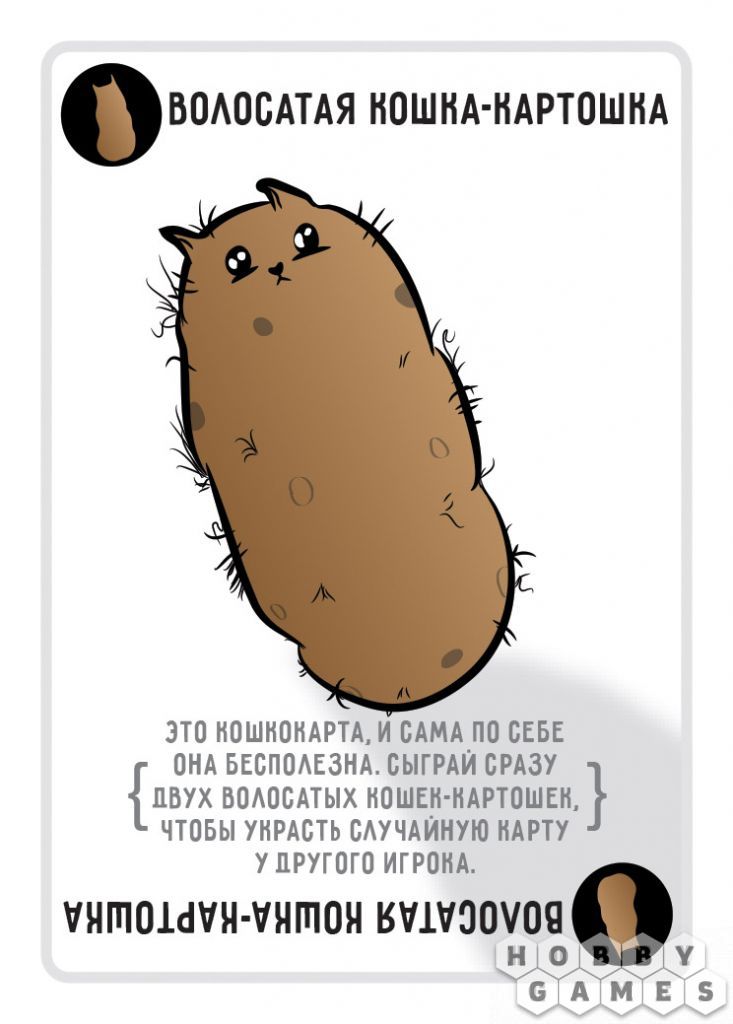 ВОЛОСАТАЯ КОШКА-КАРТОШКА
ЭТО КОШКОКАРТА, И САМА ПО СЕБЕ
ОНА БЕСПОЛЕЗНА. СЫГРАЙ СРАЗУ
ДВУХ ВОЛОСАТЫХ КОШЕК-КАРТОШЕК,
ЧТОБЫ УКРАСТЬ СЛУЧАЙНУЮ КАРТУ
У ДРУГОГО ИГРОКА.
ВОЛОСАТАЯ КОШКА-КАРТОШКА
HOBBY
GAMES